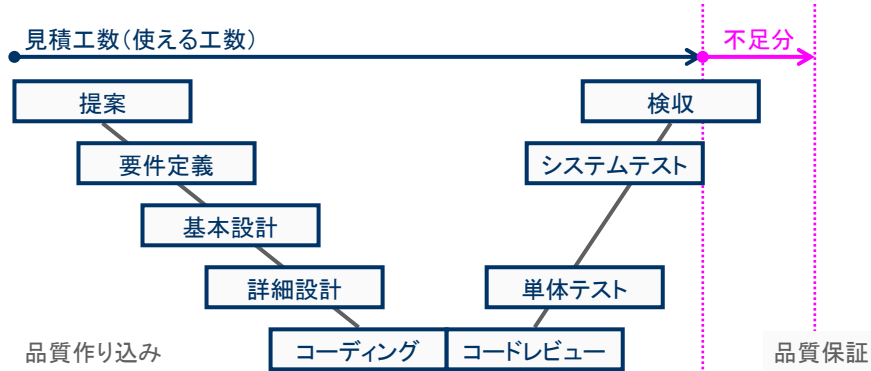 見積工数(使える工数)
不足分
提案
検収
要件定義
システムテスト
基本設計
詳細設計
単体テスト
コーディング
コードレビュー
品質作り込み
品質保証